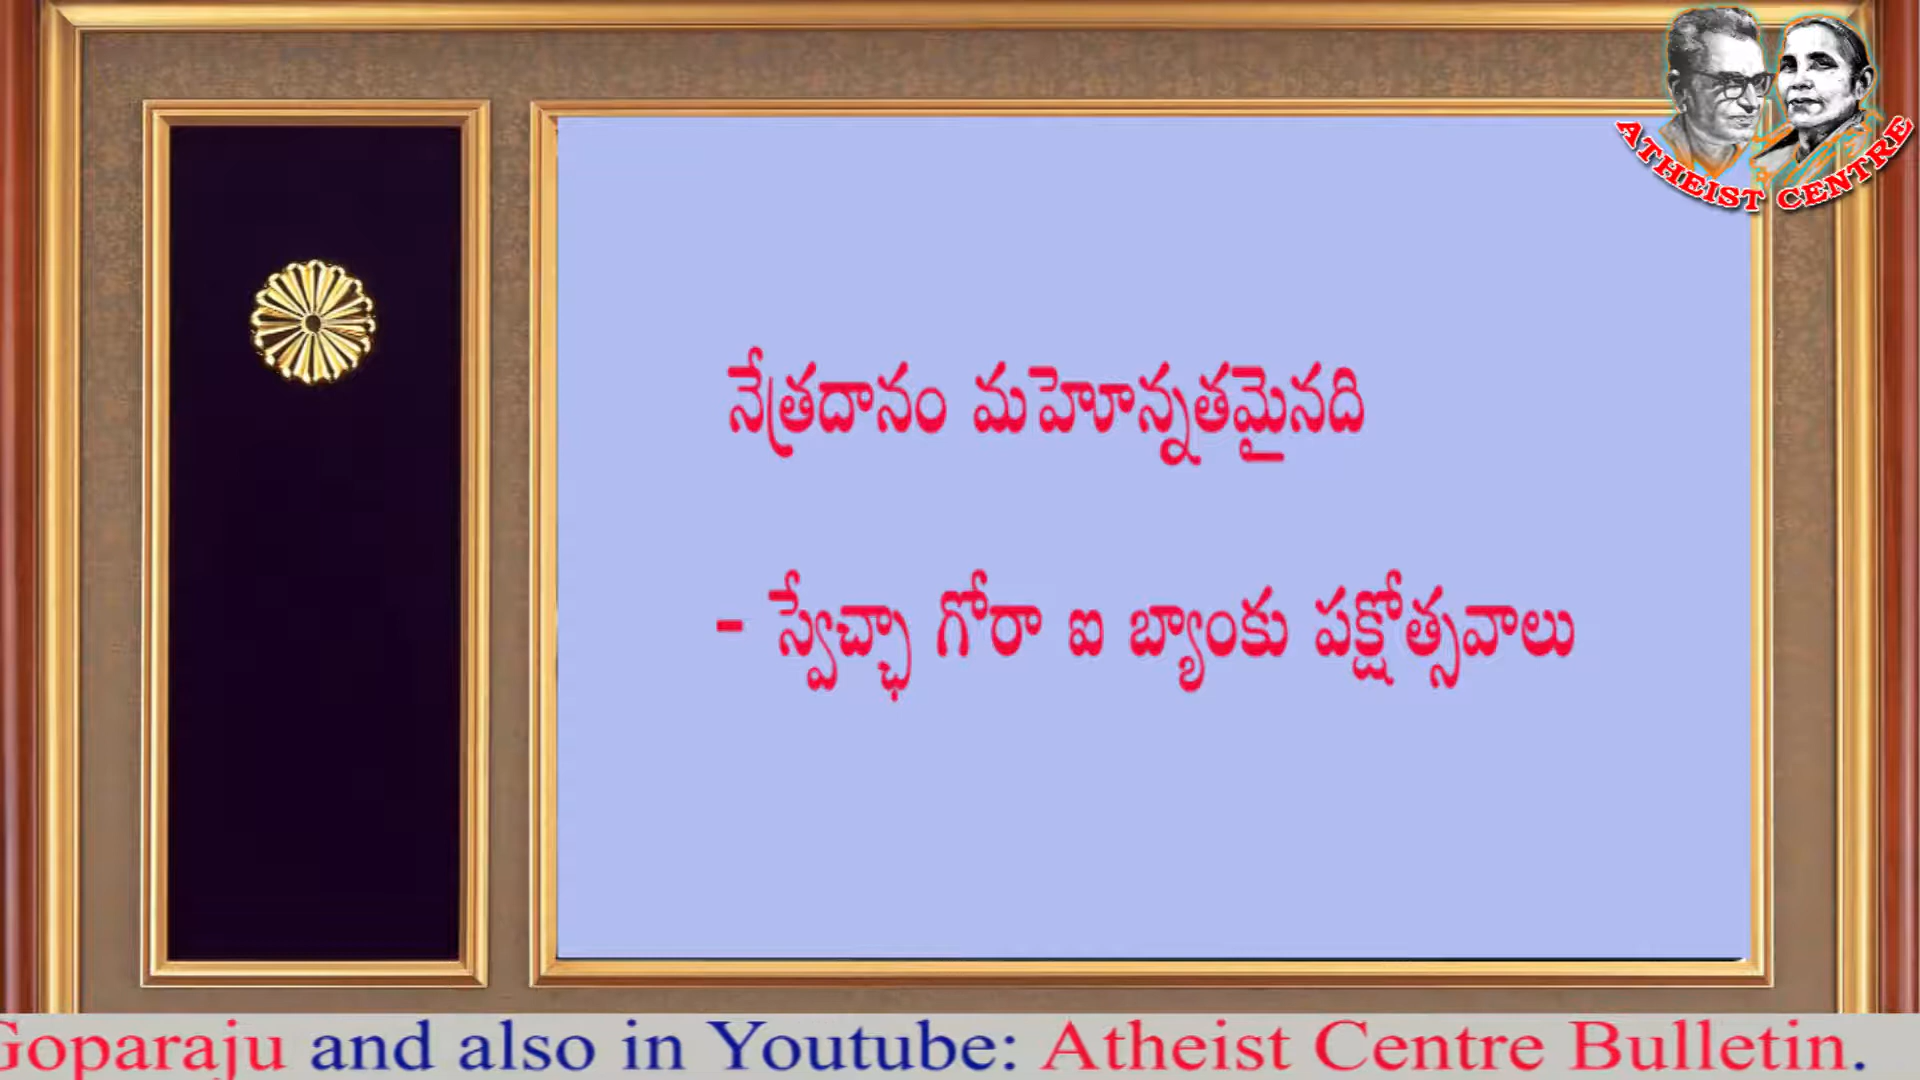 ATHEIST CENTRE
నేత్రదానం మహోన్నతమైనది
- స్వేచ్ఛా గోరా ఐ బ్యాంకు పక్షోత్సవాలు
Goparaju and also in Youtube: Atheist Centre Bulletin.